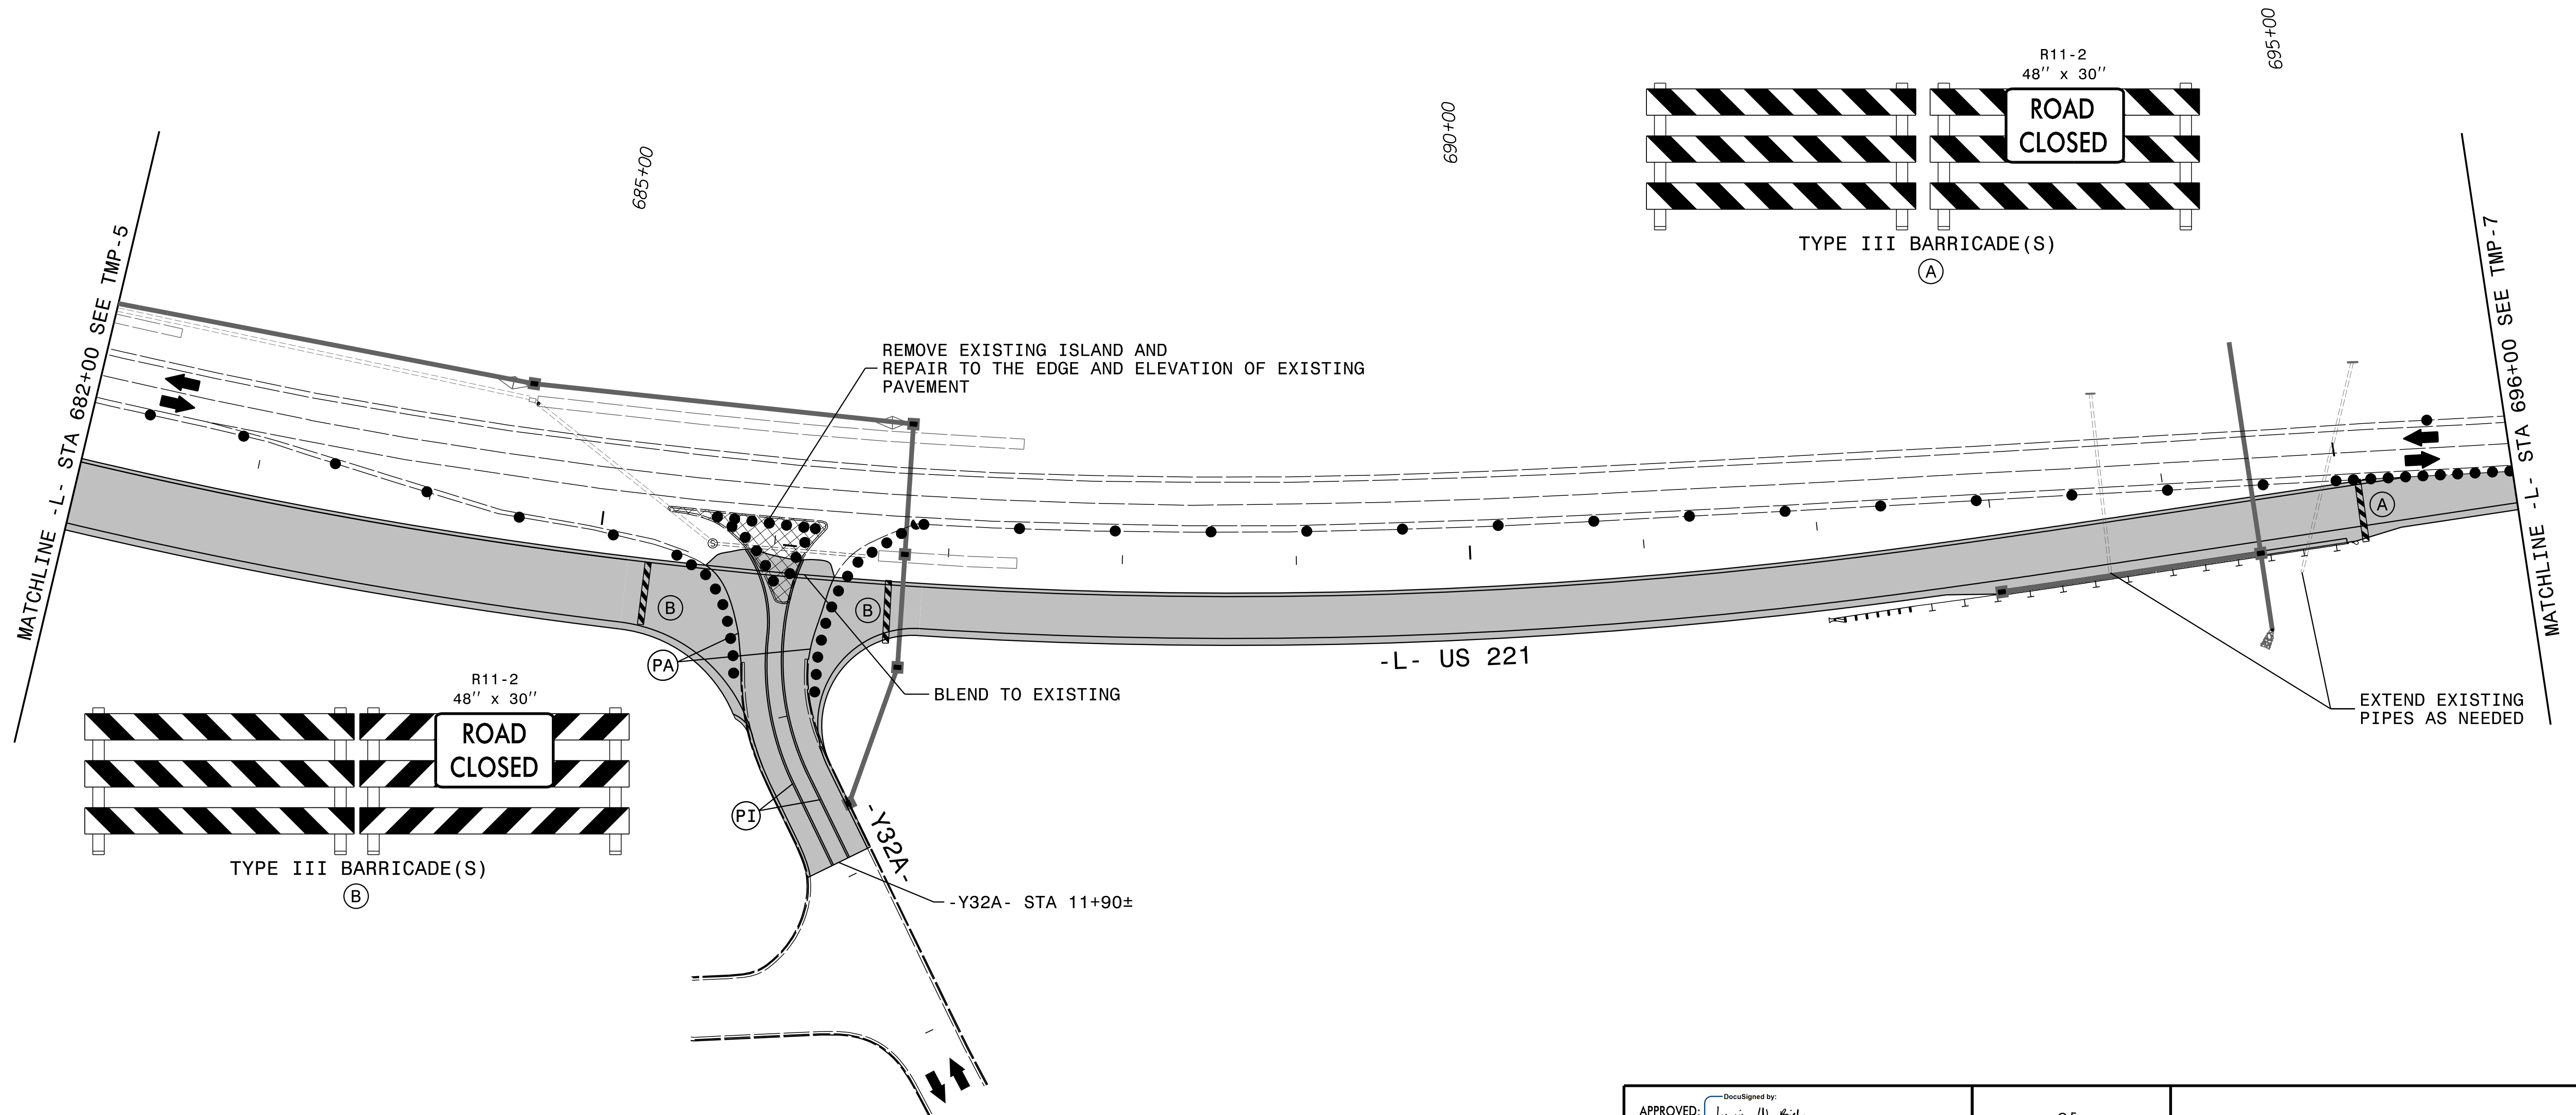 695+00
R11-2
48'' x 30''
ROAD
CLOSED
TYPE III BARRICADE(S)
A
690+00
685+00
MATCHLINE -L- STA 682+00 SEE TMP-5
MATCHLINE -L- STA 696+00 SEE TMP-7
REMOVE EXISTING ISLAND AND
REPAIR TO THE EDGE AND ELEVATION OF EXISTING
PAVEMENT
A
S
B
B
PA
-L- US 221
BLEND TO EXISTING
EXTEND EXISTING
PIPES AS NEEDED
R11-2
48'' x 30''
ROAD
CLOSED
TYPE III BARRICADE(S)
B
PI
-Y32A-
-Y32A- STA 11+90±
DocuSigned by:
APPROVED: